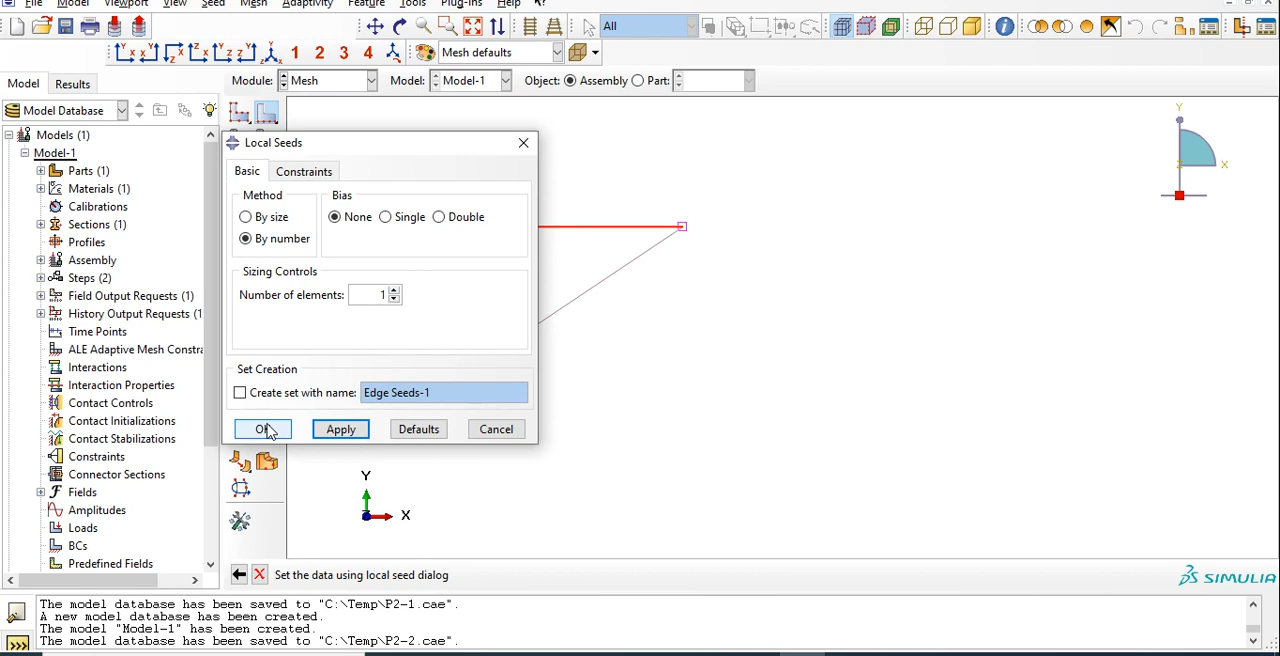 File Model Viewport View Seed Mesh Adaptivity Feature Tools Plug-ins Help
All
1 2 3 4 Mesh defaults
Model Results Module: Mesh Model: Model-1 Object: Assembly Part:
Model Database
Models (1)
Model-1
Parts (1)
Materials (1)
Calibrations
Sections (1)
Profiles
Assembly
Steps (2)
Field Output Requests (1)
History Output Requests (1
Time Points
ALE Adaptive Mesh Constra
Interactions
Interaction Properties
Contact Controls
Contact Initializations
Contact Stabilizations
Constraints
Connector Sections
Fields
Amplitudes
Loads
BCs
Predefined Fields
Local Seeds
Basic Constraints
Method Bias
By size None Single Double
By number
Sizing Controls
Number of elements: 1
Set Creation
Create set with name: Edge Seeds-1
OK Apply Defaults Cancel
Y
X
Z
Y
X
Set the data using local seed dialog
SIMULIA
The model database has been saved to "C:\Temp\P2-1.cae".
A new model database has been created.
The model "Model-1" has been created.
The model database has been saved to "C:\Temp\P2-2.cae".